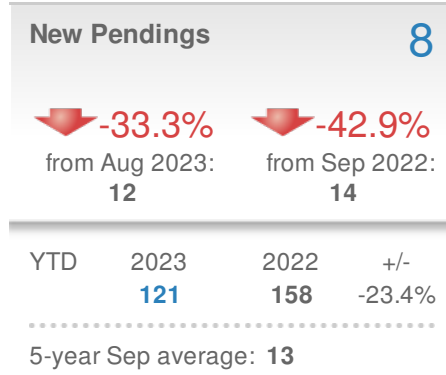 New Pendings 8
-33.3% -42.9%
from Aug 2023: from Sep 2022:
12 14
YTD 2023 2022 +/-
121 158 -23.4%
5-year Sep average: 13